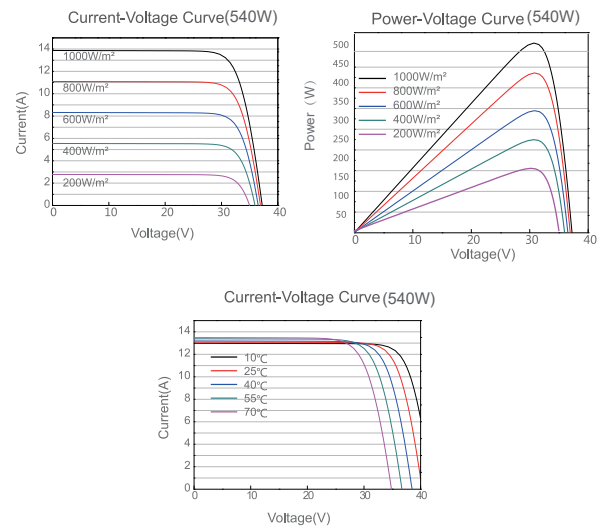 Current-Voltage Curve(540W)
14
12
10
8
6
4
2
0
Current(A)
1000W/m²
800W/m²
600W/m²
400W/m²
200W/m²
0
10
20
30
40
Voltage(V)
Power-Voltage Curve (540W)
500
450
400
350
300
250
200
150
100
50
Power (W)
1000W/m²
800W/m²
600W/m²
400W/m²
200W/m²
0
10
20
30
40
Voltage(V)
Current-Voltage Curve (540W)
14
12
10
8
6
4
2
0
Current(A)
10℃
25℃
40℃
55℃
70℃
0
10
20
30
40
Voltage(V)